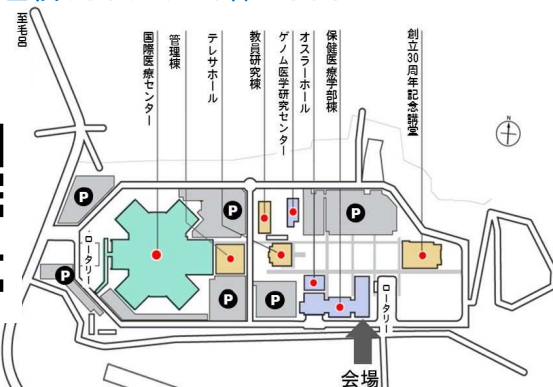 至毛呂
国際医療センター
管理棟
テレサホール
教員研究棟
ゲノム医学研究センター
オスラーホール
保健医療学部棟
創立30周年記念講堂
N
P
P
P
ロータリー
P
P
P
ロータリー
会場